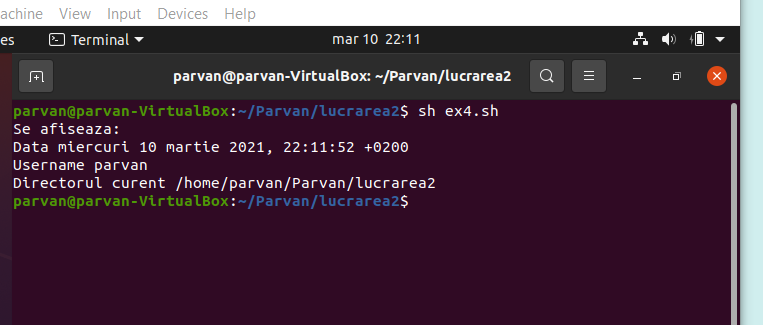 achine View Input Devices Help
es Terminal mar 10 22:11
parvan@parvan-VirtualBox: ~/Parvan/lucrarea2
parvan@parvan-VirtualBox:~/Parvan/lucrarea2$ sh ex4.sh
Se afiseaza:
Data miercuri 10 martie 2021, 22:11:52 +0200
Username parvan
Directorul curent /home/parvan/Parvan/lucrarea2
parvan@parvan-VirtualBox:~/Parvan/lucrarea2$